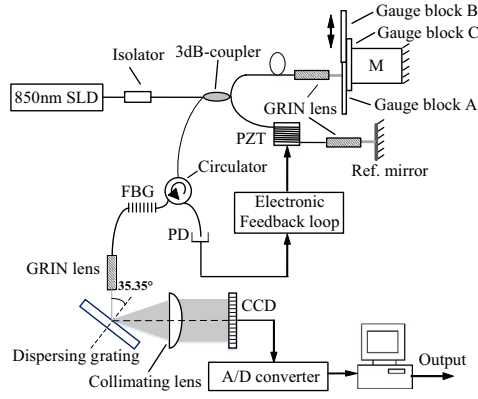 Gauge block B
Gauge block C
Isolator
3dB-coupler
M
850nm SLD
GRIN lens
Gauge block A
PZT
Ref. mirror
Circulator
FBG
Electronic
Feedback loop
PD
GRIN lens
35.35°
CCD
Dispersing grating
Collimating lens
A/D converter
Output